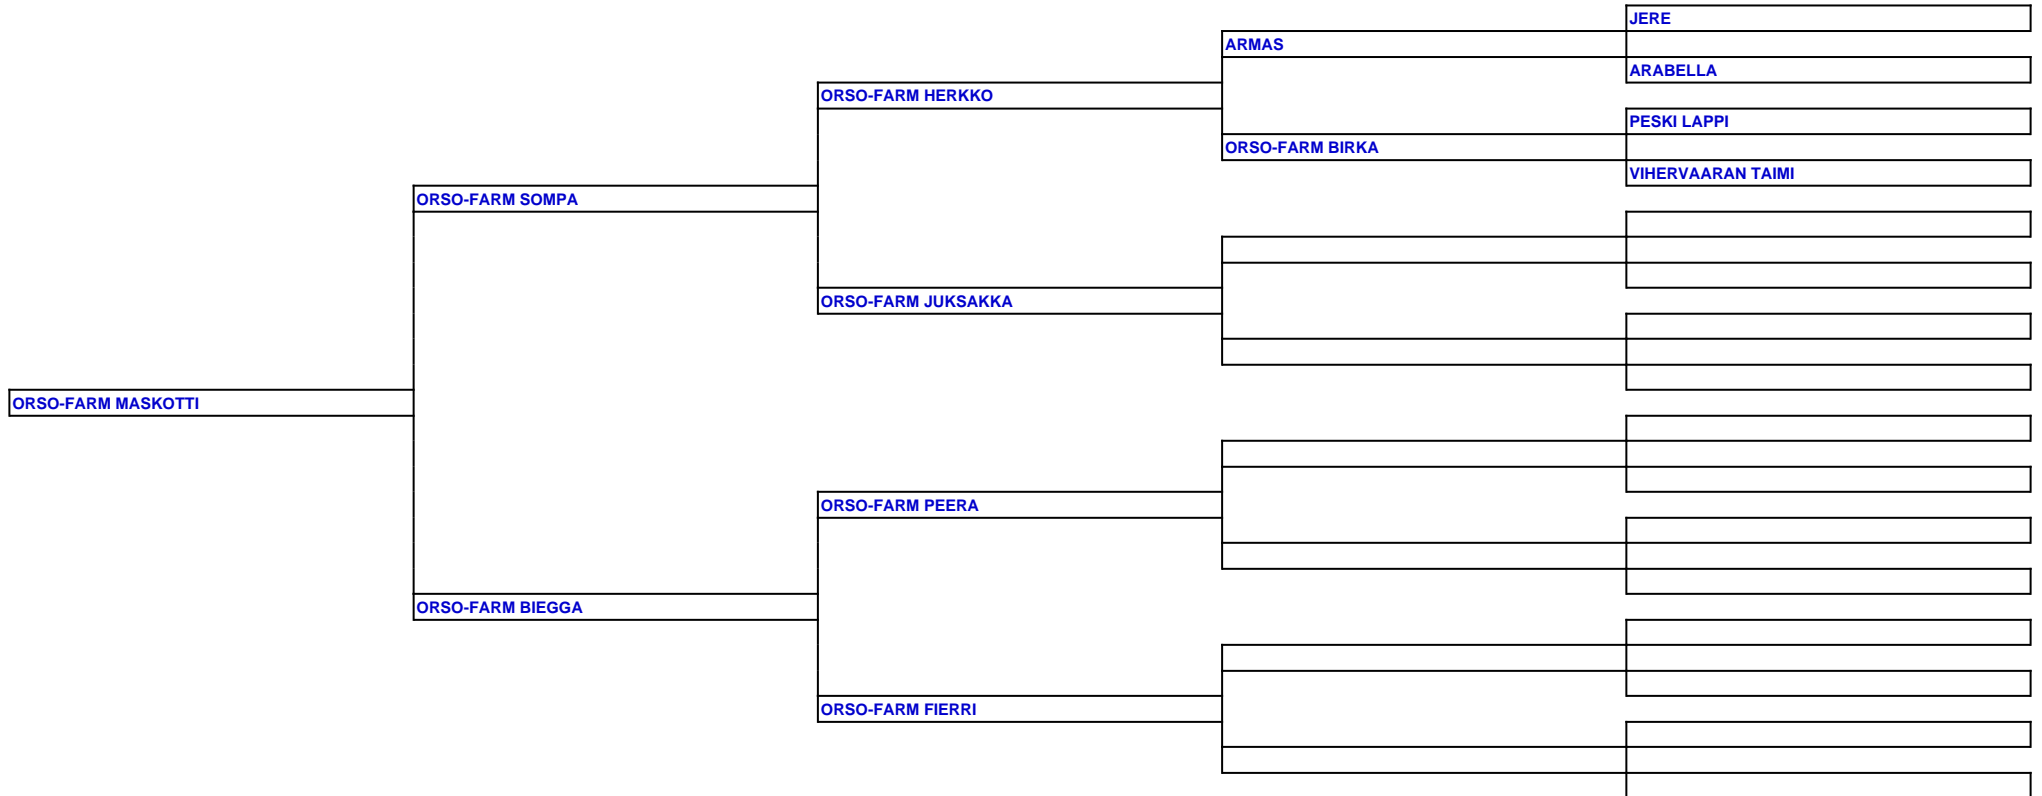 JERE
ARMAS
ARABELLA
ORSO-FARM HERKKO
PESKI LAPPI
ORSO-FARM BIRKA
VIHERVAARAN TAIMI
ORSO-FARM SOMPA
ORSO-FARM JUKSAKKA
ORSO-FARM MASKOTTI
ORSO-FARM PEERA
ORSO-FARM BIEGGA
ORSO-FARM FIERRI